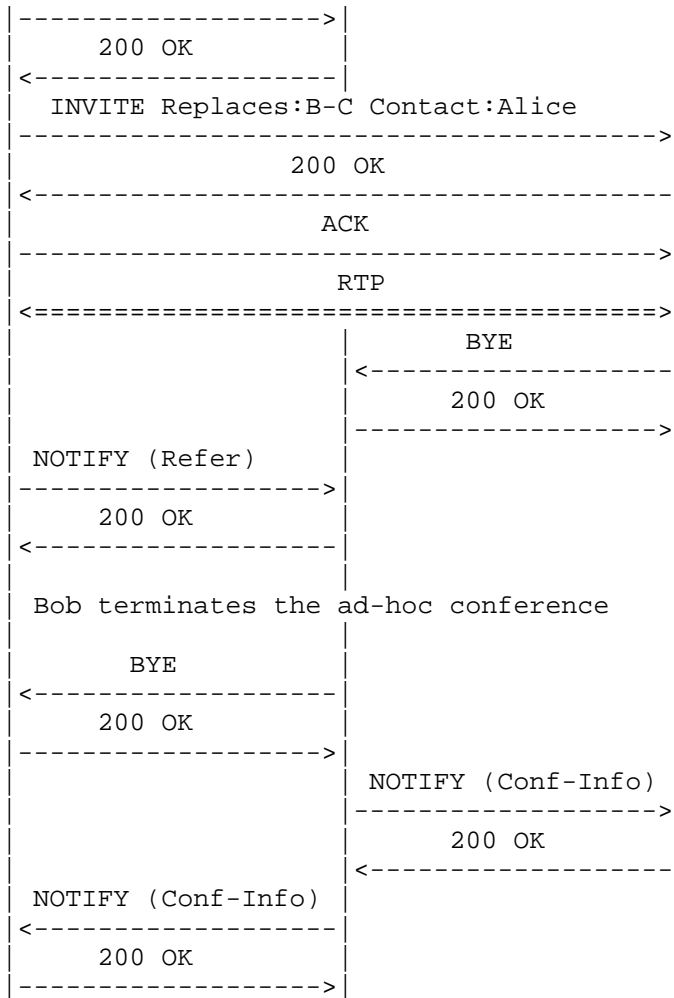 |------------------->|
200 OK
|<-------------------|
INVITE Replaces:B-C Contact:Alice
|---------------------------------------->
200 OK
|<----------------------------------------
ACK
|---------------------------------------->
RTP
|<=======================================>
BYE
|<-------------------
200 OK
|------------------->
NOTIFY (Refer)
|------------------->|
200 OK
|<-------------------|
Bob terminates the ad-hoc conference
BYE
|<-------------------|
200 OK
|------------------->|
NOTIFY (Conf-Info)
|------------------->
200 OK
|<-------------------
NOTIFY (Conf-Info)
|<-------------------|
200 OK
|------------------->|